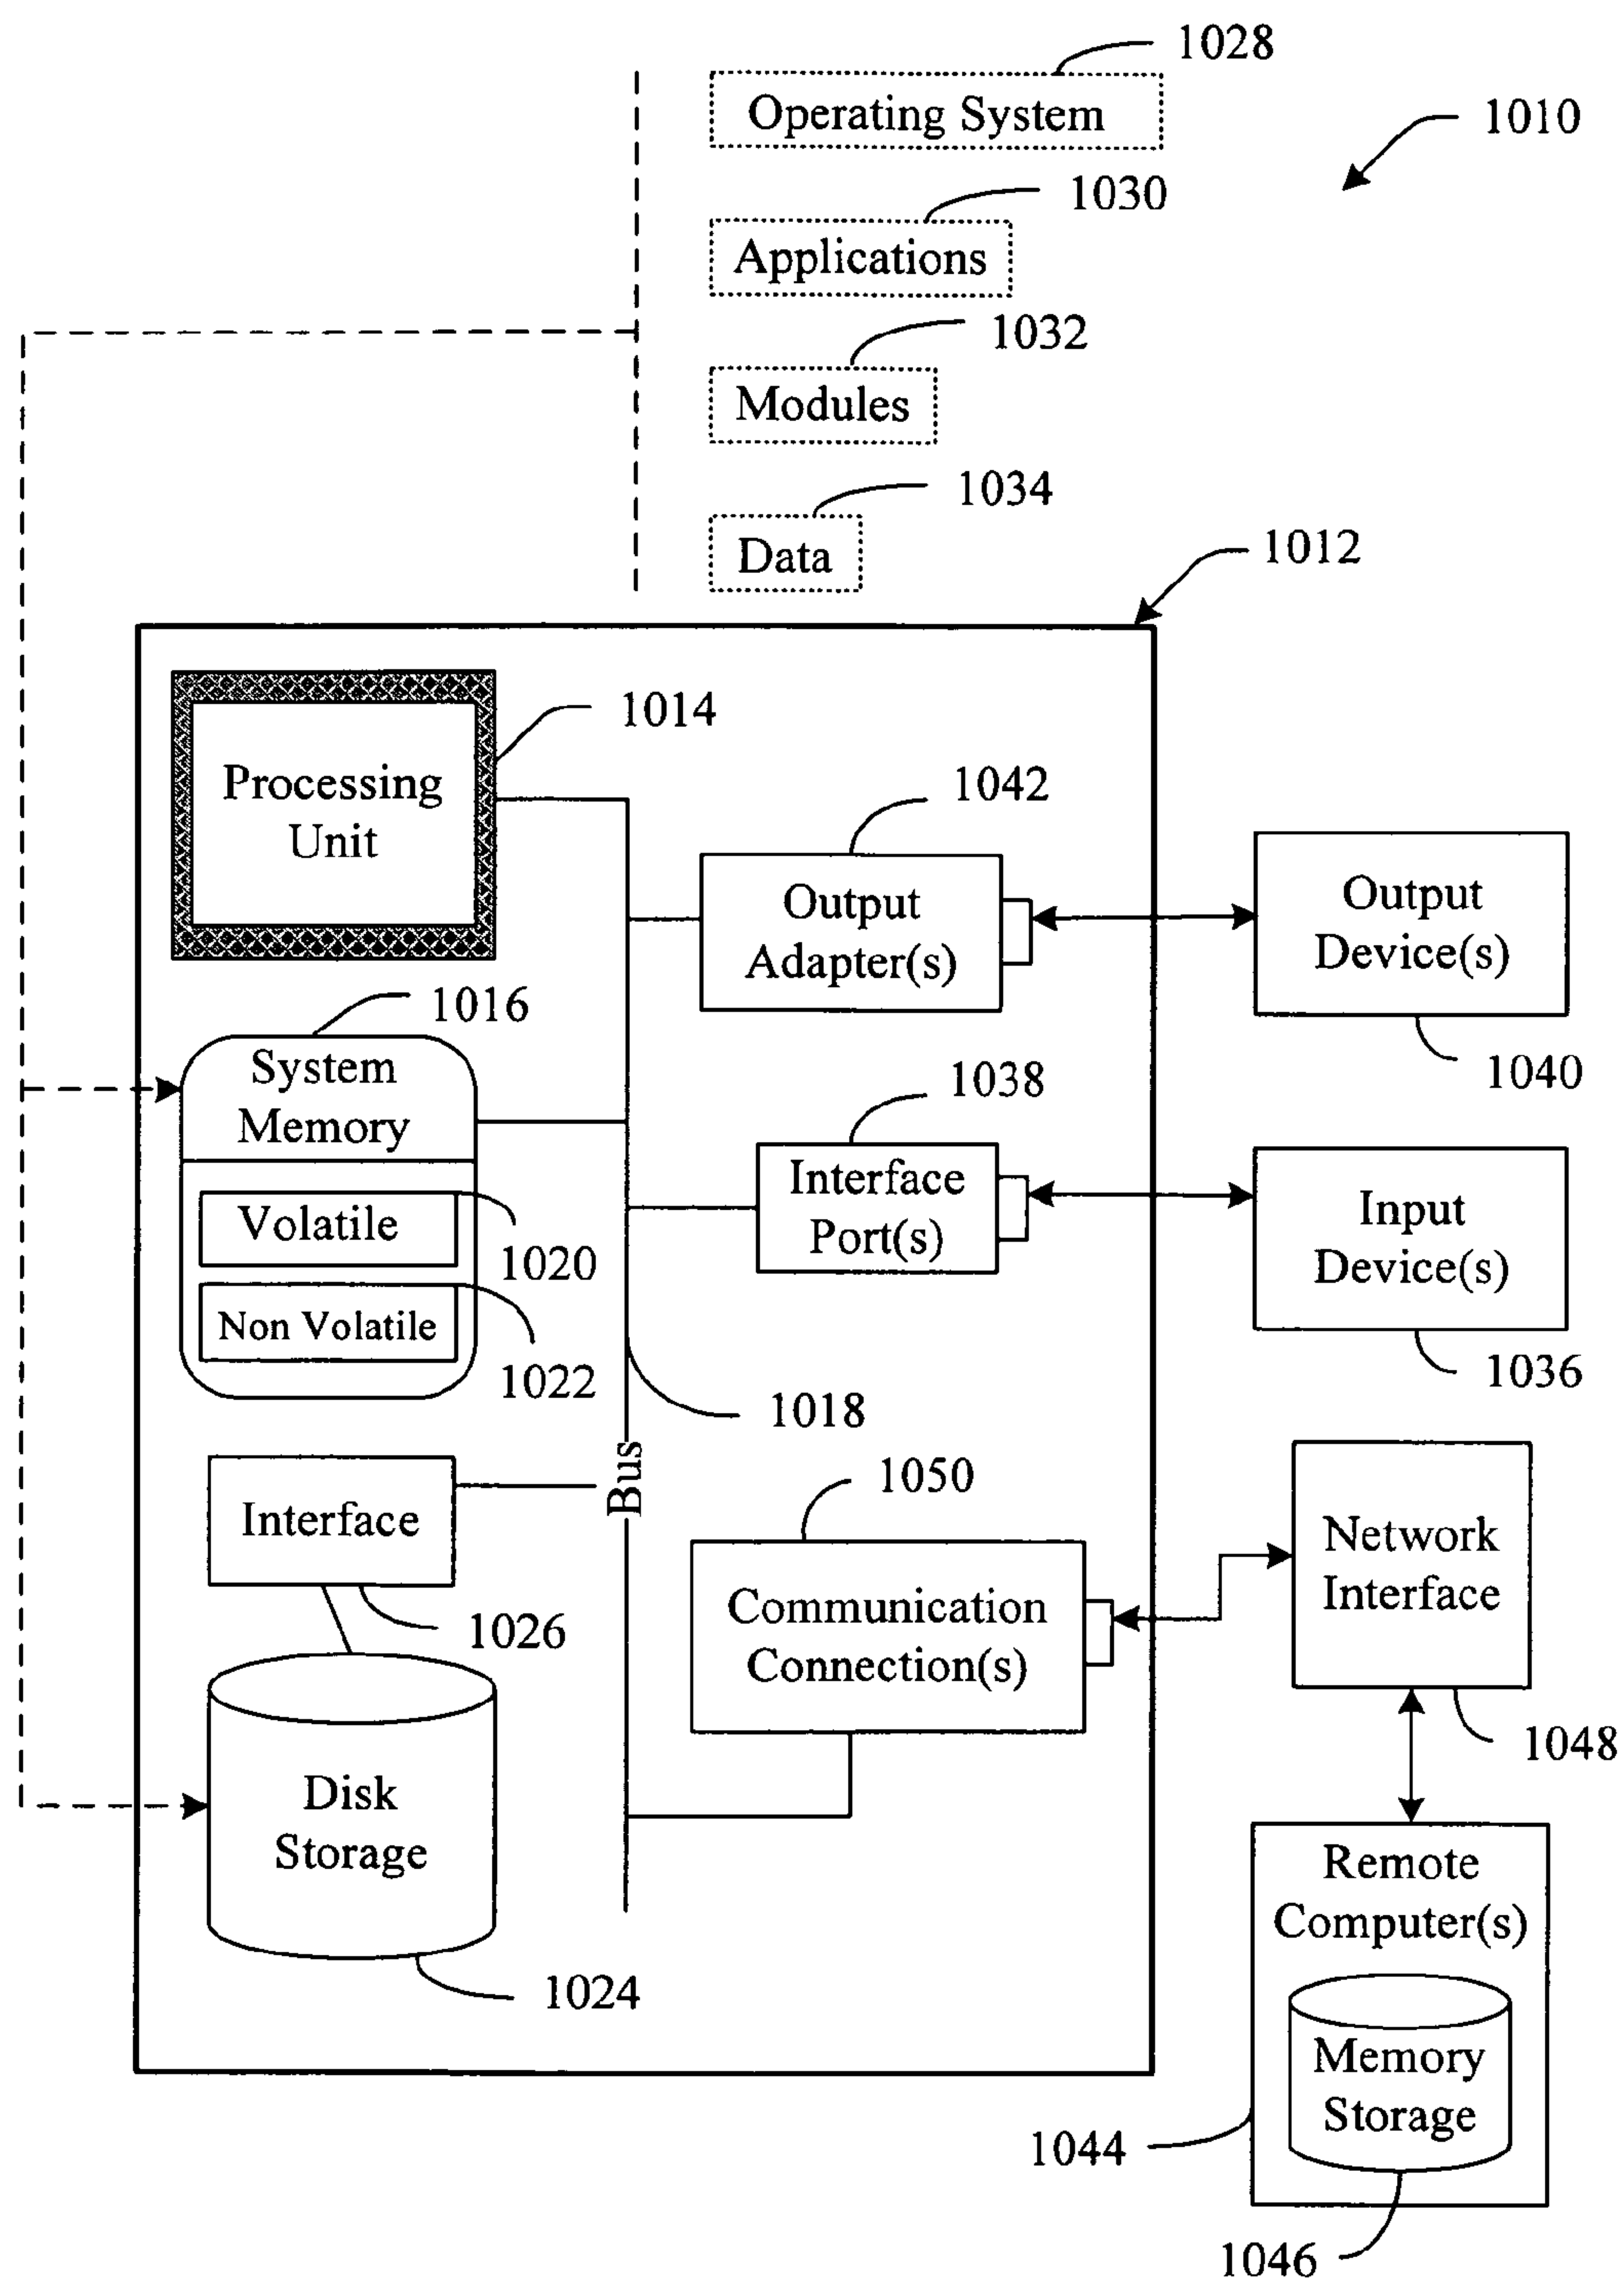 1028
Operating System
1010
1030
Applications
1032
Modules
1034
Data
1012
1014
Processing
Unit
1042
Output
Adapter(s)
Output
Device(s)
1040
1016
System
Memory
1038
Interface
Port(s)
Input
Device(s)
1036
Volatile
1020
Non Volatile
1022
1018
Bus
Interface
1026
1050
Communication
Connection(s)
Network
Interface
1048
Disk
Storage
1024
Remote
Computer(s)
Memory
Storage
1044
1046